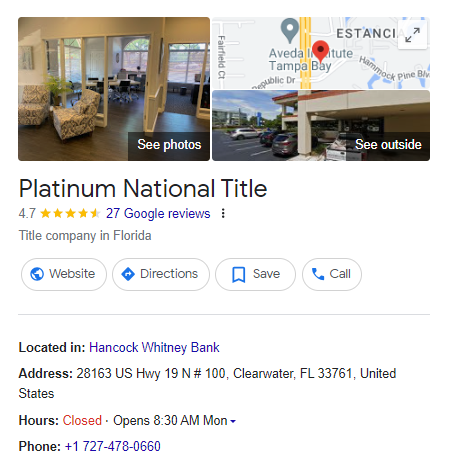 ESTANCI
Fairfield Ct
Aveda Institute
Tampa Bay
Republic Dr
Hammock Pine Blv
See photos
See outside
Platinum National Title
4.7 27 Google reviews
Title company in Florida
Website Directions Save Call
Located in: Hancock Whitney Bank
Address: 28163 US Hwy 19 N # 100, Clearwater, FL 33761, United
States
Hours: Closed · Opens 8:30 AM Mon
Phone: +1 727-478-0660